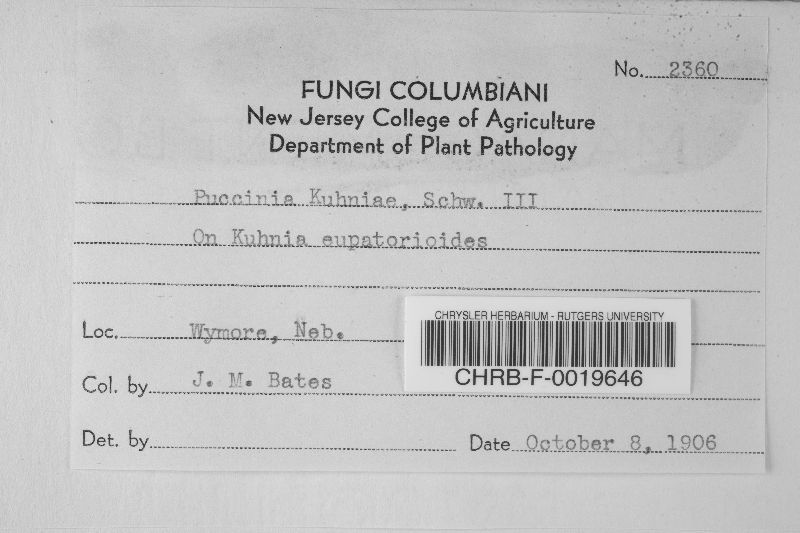 No. 2360
FUNGI COLUMBIANI
New Jersey College of Agriculture
Department of Plant Pathology
Puccinia Kuhniae, Schw. III
On Kuhnia eupatorioides
Loc. Wymore, Neb.
CHRYSLER HERBARIUM - RUTGERS UNIVERSITY
CHRB-F-0019646
Col. by J. M. Bates
Det. by
Date October 8, 1906